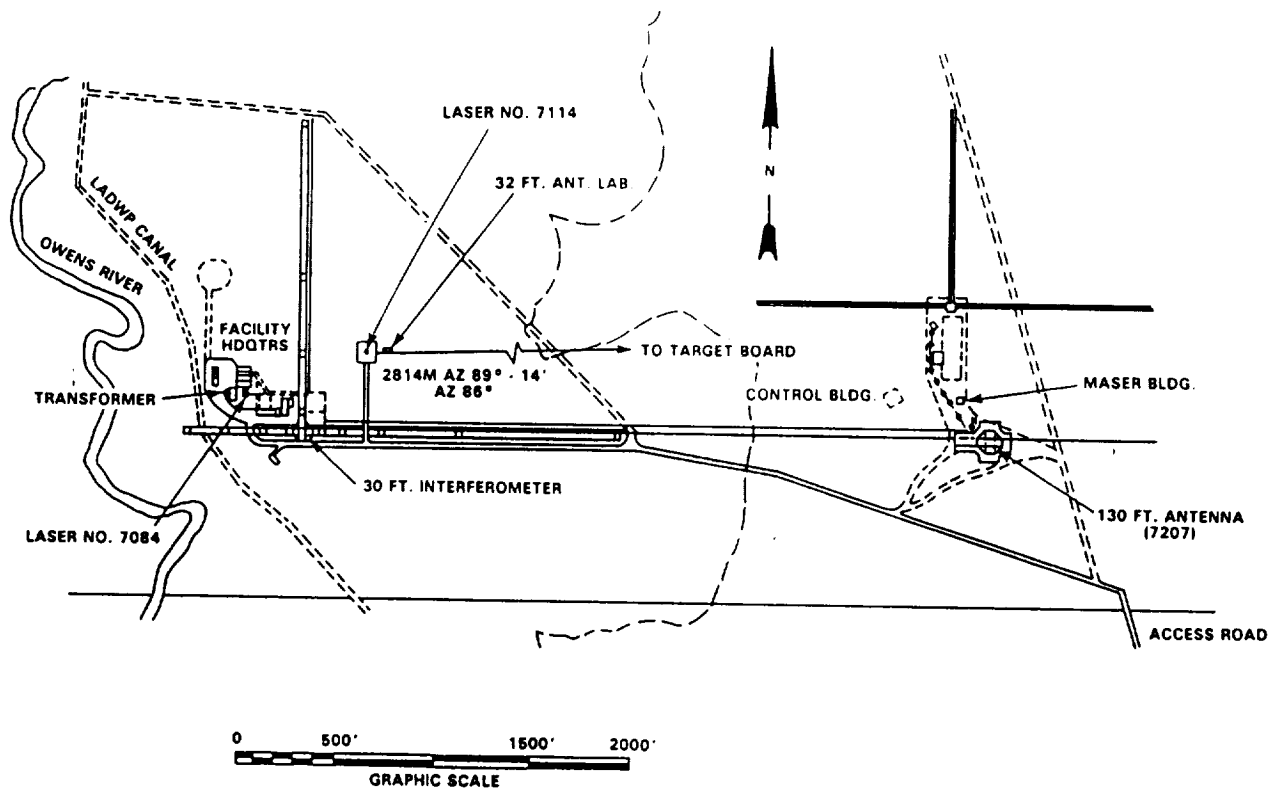 LASER NO. 7114
32 FT. ANT. LAB.
N
LADWP CANAL
OWENS RIVER
FACILITY
HDQTRS
TO TARGET BOARD
2814M AZ 89° - 14'
AZ 86°
TRANSFORMER
CONTROL BLDG.
MASER BLDG.
30 FT. INTERFEROMETER
LASER NO. 7084
130 FT. ANTENNA
(7207)
ACCESS ROAD
0 500' 1500' 2000'
GRAPHIC SCALE